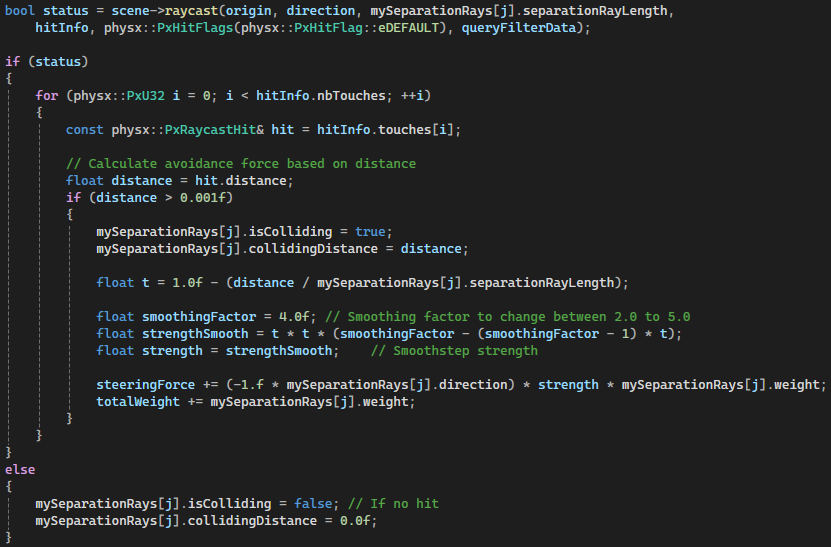 bool status = scene->raycast(origin, direction, mySeparationRays[j].separationRayLength,
    hitInfo, physx::PxHitFlags(physx::PxHitFlag::eDEFAULT), queryFilterData);

if (status)
{
    for (physx::PxU32 i = 0; i < hitInfo.nbTouches; ++i)
    {
        const physx::PxRaycastHit& hit = hitInfo.touches[i];

        // Calculate avoidance force based on distance
        float distance = hit.distance;
        if (distance > 0.001f)
        {
            mySeparationRays[j].isColliding = true;
            mySeparationRays[j].collidingDistance = distance;

            float t = 1.0f - (distance / mySeparationRays[j].separationRayLength);

            float smoothingFactor = 4.0f; // Smoothing factor to change between 2.0 to 5.0
            float strengthSmooth = t * t * (smoothingFactor - (smoothingFactor - 1) * t);
            float strength = strengthSmooth;    // Smoothstep strength

            steeringForce += (-1.f * mySeparationRays[j].direction) * strength * mySeparationRays[j].weight;
            totalWeight += mySeparationRays[j].weight;
        }
    }
}
else
{
    mySeparationRays[j].isColliding = false; // If no hit
    mySeparationRays[j].collidingDistance = 0.0f;
}